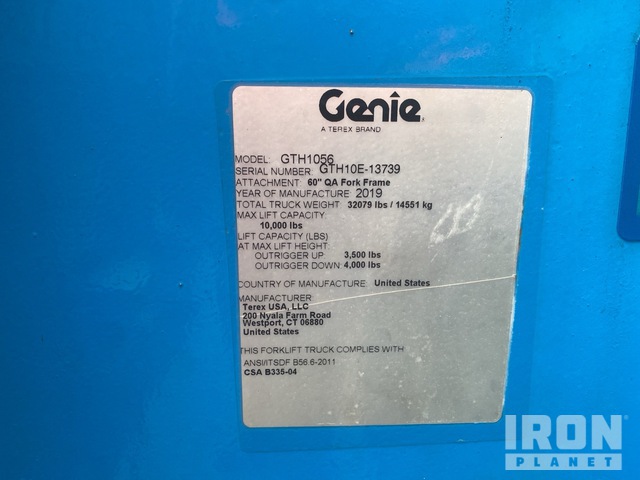 Genie
A TEREX BRAND
MODEL: GTH1056
SERIAL NUMBER: GTH10E-13739
ATTACHMENT: 60" QA Fork Frame
YEAR OF MANUFACTURE: 2019
TOTAL TRUCK WEIGHT: 32079 lbs / 14551 kg
MAX LIFT CAPACITY:
10,000 lbs
LIFT CAPACITY (LBS)
AT MAX LIFT HEIGHT:
OUTRIGGER UP: 3,500 lbs
OUTRIGGER DOWN: 4,000 lbs
COUNTRY OF MANUFACTURE: United States
MANUFACTURER:
Terex USA, LLC
200 Nyala Farm Road
Westport, CT 06880
United States
THIS FORKLIFT TRUCK COMPLIES WITH
ANSI/ITSDF B56.6-2011
CSA B335-04
IRON
PLANET